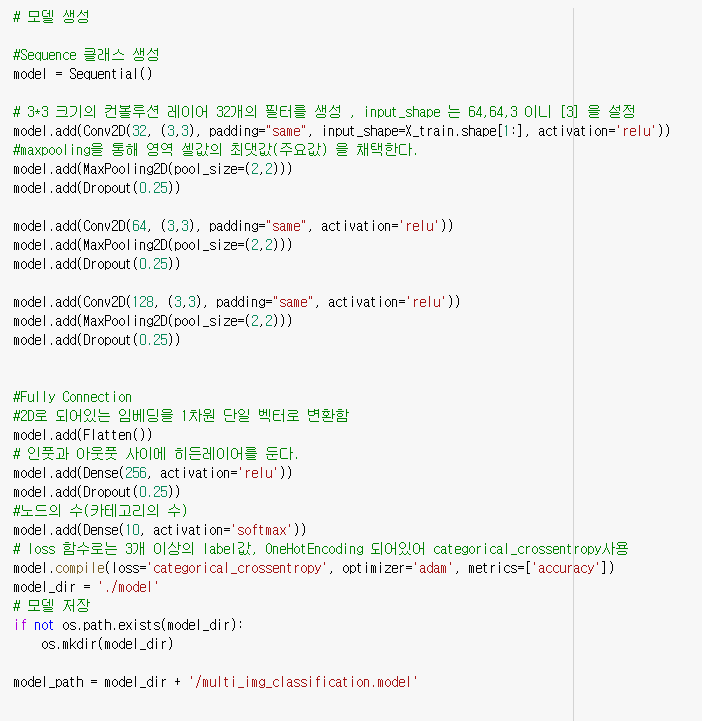 # 모델 생성
#Sequence 클래스 생성
model = Sequential()
# 3*3 크기의 컨볼루션 레이어 32개의 필터를 생성 , input_shape 는 64,64,3 이니 [3] 을 설정
model.add(Conv2D(32, (3,3), padding="same", input_shape=X_train.shape[1:], activation='relu'))
#maxpooling을 통해 영역 셀값의 최댓값(주요값) 을 채택한다.
model.add(MaxPooling2D(pool_size=(2,2)))
model.add(Dropout(0.25))
model.add(Conv2D(64, (3,3), padding="same", activation='relu'))
model.add(MaxPooling2D(pool_size=(2,2)))
model.add(Dropout(0.25))
model.add(Conv2D(128, (3,3), padding="same", activation='relu'))
model.add(MaxPooling2D(pool_size=(2,2)))
model.add(Dropout(0.25))
#Fully Connection
#2D로 되어있는 임베딩을 1차원 단일 벡터로 변환함
model.add(Flatten())
# 인풋과 아웃풋 사이에 히든레이어를 둔다.
model.add(Dense(256, activation='relu'))
model.add(Dropout(0.25))
#노드의 수(카테고리의 수)
model.add(Dense(10, activation='softmax'))
# loss 함수로는 3개 이상의 label값, OneHotEncoding 되어있어 categorical_crossentropy사용
model.compile(loss='categorical_crossentropy', optimizer='adam', metrics=['accuracy'])
model_dir = './model'
# 모델 저장
if not os.path.exists(model_dir):
    os.mkdir(model_dir)
model_path = model_dir + '/multi_img_classification.model'